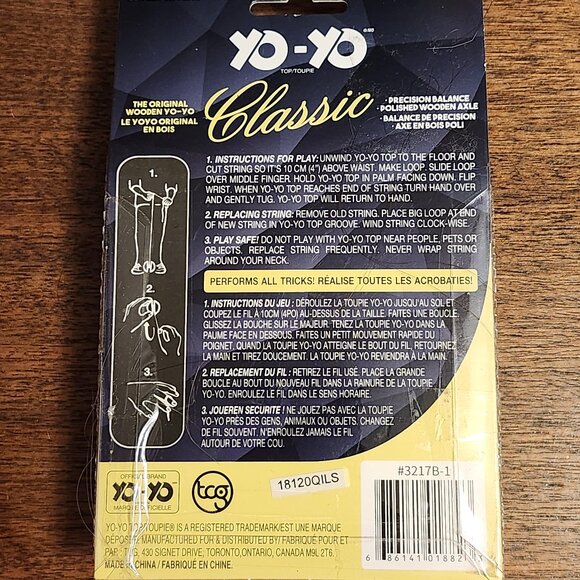 YO-YO
TOP/TOUPIE
Classic
THE ORIGINAL
WOODEN YO-YO
LE YOYO ORIGINAL
EN BOIS
• PRECISION BALANCE
• POLISHED WOODEN AXLE
• BALANCE DE PRECISION
• AXE EN BOIS POLI
1. INSTRUCTIONS FOR PLAY: UNWIND YO-YO TOP TO THE FLOOR AND
CUT STRING SO IT'S 10 CM (4") ABOVE WAIST. MAKE LOOP. SLIDE LOOP
OVER MIDDLE FINGER. HOLD YO-YO TOP IN PALM FACING DOWN. FLIP
WRIST. WHEN YO-YO TOP REACHES END OF STRING TURN HAND OVER
AND GENTLY TUG. YO-YO TOP WILL RETURN TO HAND.
2. REPLACING STRING: REMOVE OLD STRING. PLACE BIG LOOP AT END
OF NEW STRING IN YO-YO TOP GROOVE. WIND STRING CLOCK-WISE.
3. PLAY SAFE! DO NOT PLAY WITH YO-YO TOP NEAR PEOPLE, PETS OR
OBJECTS. REPLACE STRING FREQUENTLY. NEVER WRAP STRING
AROUND YOUR NECK.
PERFORMS ALL TRICKS! RÉALISE TOUTES LES ACROBATIES!
1. INSTRUCTIONS DU JEU : DÉROULEZ LA TOUPIE YO-YO JUSQU'AU SOL ET
COUPEZ LE FIL À 10CM (4PO) AU-DESSUS DE LA TAILLE. FAITES UNE BOUCLE.
GLISSEZ LA BOUCLE SUR LE MAJEUR. TENEZ LA TOUPIE YO-YO DANS LA
PAUME FACE EN DESSOUS. FAITES UN PETIT MOUVEMENT RAPIDE DU
POIGNET, QUAND LA TOUPIE YO-YO ATTEIGNE LE BOUT DU FIL, RETOURNEZ
LA MAIN ET TIREZ DOUCEMENT. LA TOUPIE YO-YO REVIENDRA À LA MAIN.
2. REPLACEMENT DU FIL : RETIREZ LE FIL USÉ. PLACE LA GRANDE
BOUCLE AU BOUT DU NOUVEAU FIL DANS LA RAINURE DE LA TOUPIE
YO-YO. ENROULEZ LE FIL DANS LE SENS HORAIRE.
3. JOUEREN SECURITE ! NE JOUEZ PAS AVEC LA TOUPIE
YO-YO PRÈS DES GENS, ANIMAUX OU OBJETS. CHANGEZ
DE FIL SOUVENT. N'ENROULEZ JAMAIS LE FIL
AUTOUR DE VOTRE COU.
1.
2.
3.
OFFICIAL BRAND
YO-YO
MARQUE OFFICIELLE
tcg
18120QILS
#3217B-1
YO-YO TOP/TOUPIE® IS A REGISTERED TRADEMARK/EST UNE MARQUE
DÉPOSÉE. MANUFACTURED FOR & DISTRIBUTED BY/FABRIQUÉ POUR ET
PAR : TCG, 430 SIGNET DRIVE, TORONTO, ONTARIO, CANADA M9L 2T6.
MADE IN CHINA / FABRIQUÉ EN CHINE.
6 86141 01882